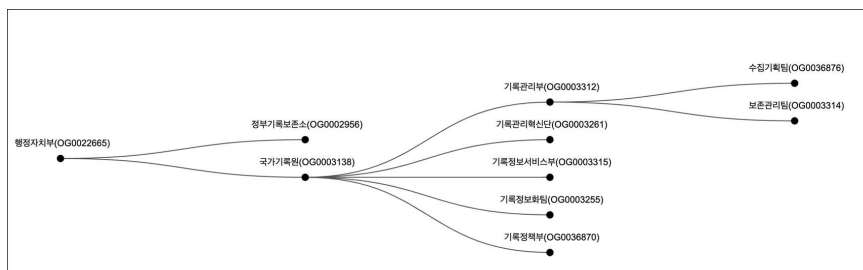 수집기획팀(OG0036876)
기록관리부(OG0003312)
보존관리팀(OG0003314)
정부기록보존소(OG0002956)
기록관리혁신단(OG0003261)
행정자치부(OG0022665)
국가기록원(OG0003138)
기록정보서비스부(OG0003315)
기록정보화팀(OG0003255)
기록정책부(OG0036870)